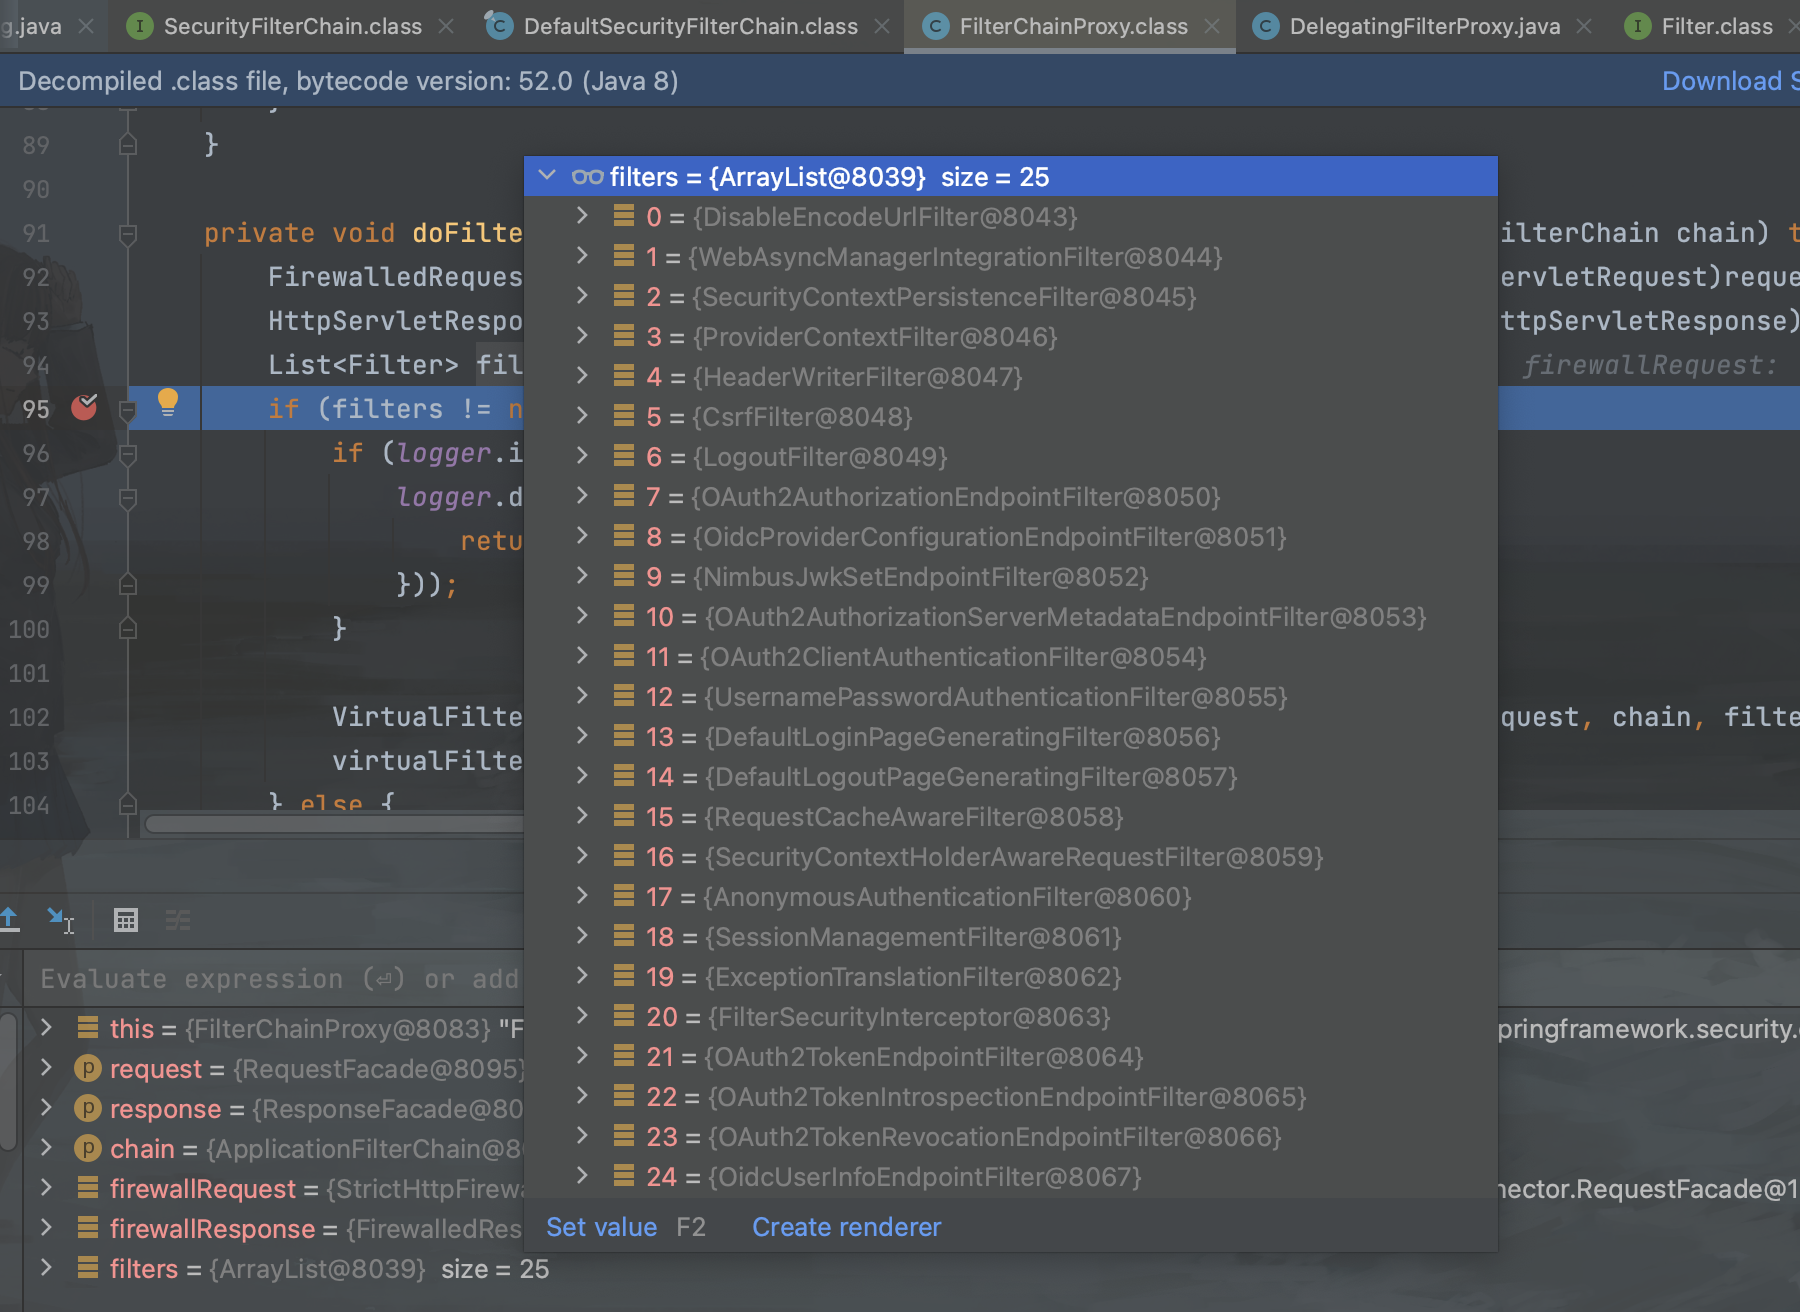 g.java
SecurityFilterChain.class
DefaultSecurityFilterChain.class
FilterChainProxy.class
DelegatingFilterProxy.java
Filter.class
Decompiled .class file, bytecode version: 52.0 (Java 8)
Download S
89 }
90
91 private void doFilte
ilterChain chain) t
92 FirewalledReques
ervletRequest)reque
93 HttpServletRespo
ttpServletResponse)
94 List<Filter> fil
firewallRequest:
95 if (filters != n
96 if (logger.i
97 logger.d
98 retu
99 }));
100 }
101
102 VirtualFilte
quest, chain, filte
103 virtualFilte
104 } else {
filters = {ArrayList@8039} size = 25
0 = {DisableEncodeUrlFilter@8043}
1 = {WebAsyncManagerIntegrationFilter@8044}
2 = {SecurityContextPersistenceFilter@8045}
3 = {ProviderContextFilter@8046}
4 = {HeaderWriterFilter@8047}
5 = {CsrfFilter@8048}
6 = {LogoutFilter@8049}
7 = {OAuth2AuthorizationEndpointFilter@8050}
8 = {OidcProviderConfigurationEndpointFilter@8051}
9 = {NimbusJwkSetEndpointFilter@8052}
10 = {OAuth2AuthorizationServerMetadataEndpointFilter@8053}
11 = {OAuth2ClientAuthenticationFilter@8054}
12 = {UsernamePasswordAuthenticationFilter@8055}
13 = {DefaultLoginPageGeneratingFilter@8056}
14 = {DefaultLogoutPageGeneratingFilter@8057}
15 = {RequestCacheAwareFilter@8058}
16 = {SecurityContextHolderAwareRequestFilter@8059}
17 = {AnonymousAuthenticationFilter@8060}
18 = {SessionManagementFilter@8061}
19 = {ExceptionTranslationFilter@8062}
20 = {FilterSecurityInterceptor@8063}
21 = {OAuth2TokenEndpointFilter@8064}
22 = {OAuth2TokenIntrospectionEndpointFilter@8065}
23 = {OAuth2TokenRevocationEndpointFilter@8066}
24 = {OidcUserInfoEndpointFilter@8067}
Set value F2 Create renderer
Evaluate expression (⏎) or add
this = {FilterChainProxy@8083} "F
pringframework.security.
p request = {RequestFacade@8095}
p response = {ResponseFacade@80
p chain = {ApplicationFilterChain@8
firewallRequest = {StrictHttpFirew
nector.RequestFacade@1
firewallResponse = {FirewalledRes
filters = {ArrayList@8039} size = 25